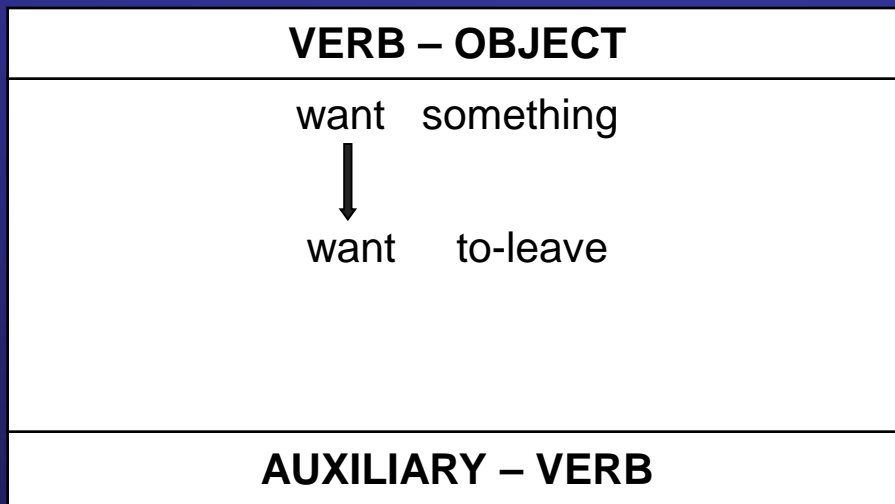 VERB – OBJECT
want something
want to-leave
AUXILIARY – VERB